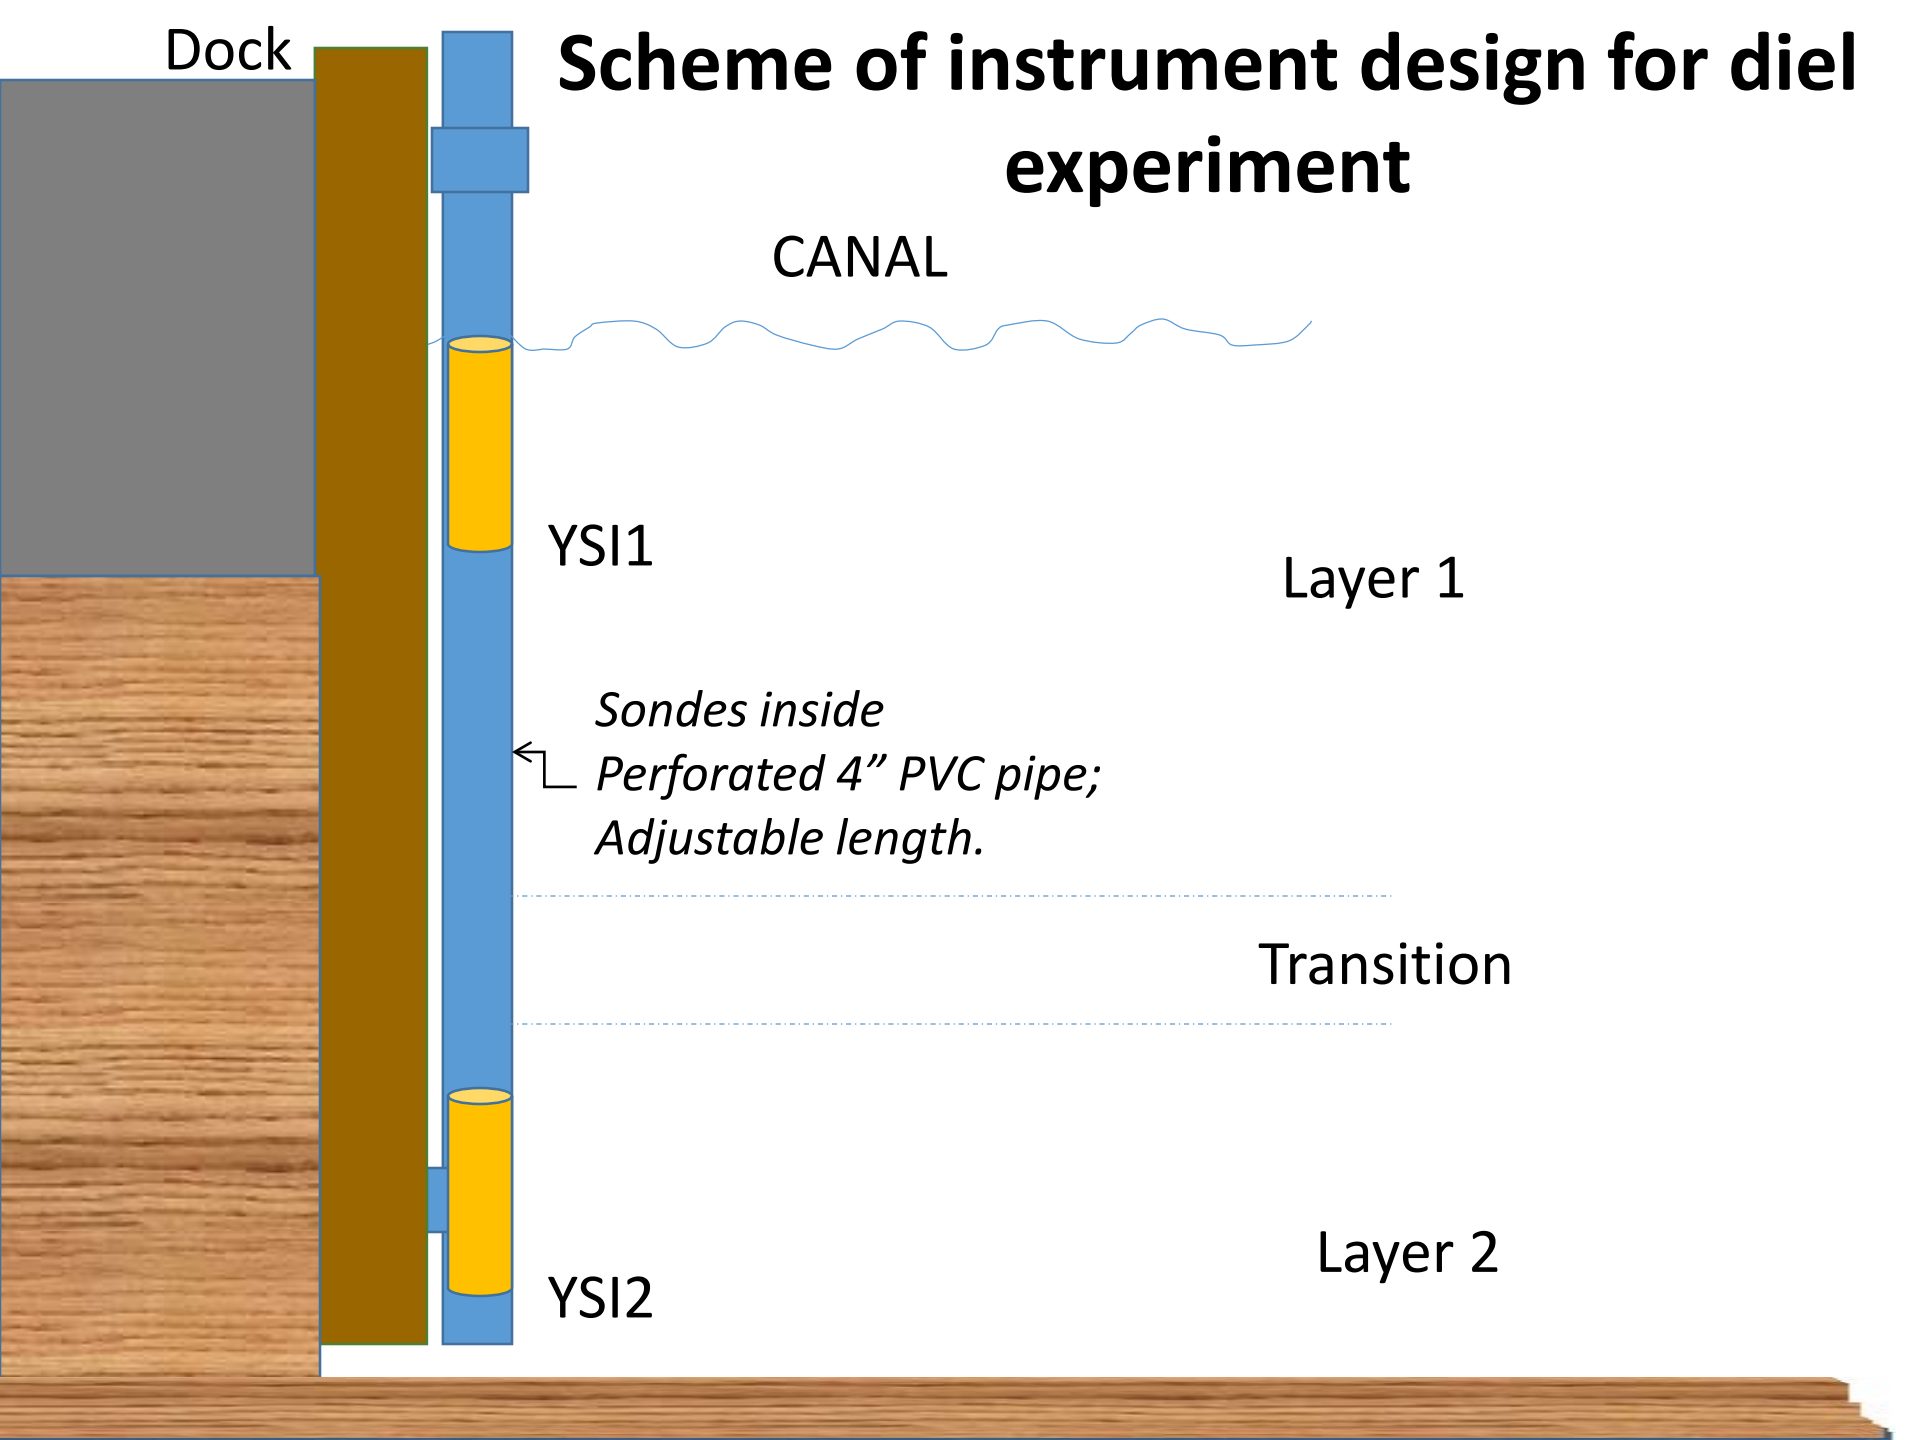 Dock
Scheme of instrument design for diel
experiment
CANAL
YSI1
Layer 1
Sondes inside
Perforated 4” PVC pipe;
Adjustable length.
Transition
Layer 2
YSI2